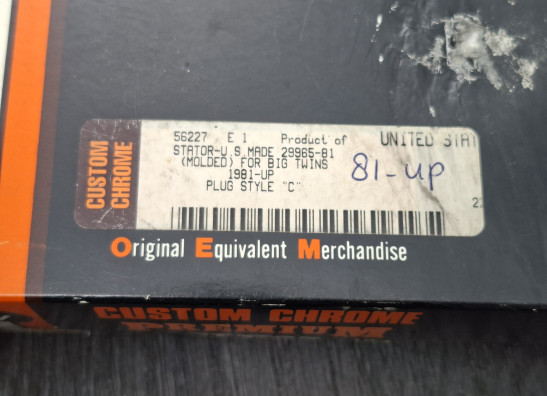 CUSTOM
CHROME
56227 E 1 Product of UNITED STAT
STATOR-U.S.MADE 29965-81
(MOLDED) FOR BIG TWINS
1981-UP
PLUG STYLE "C"
81-up
Original Equivalent Merchandise
CUSTOM CHROME
PREMIUM